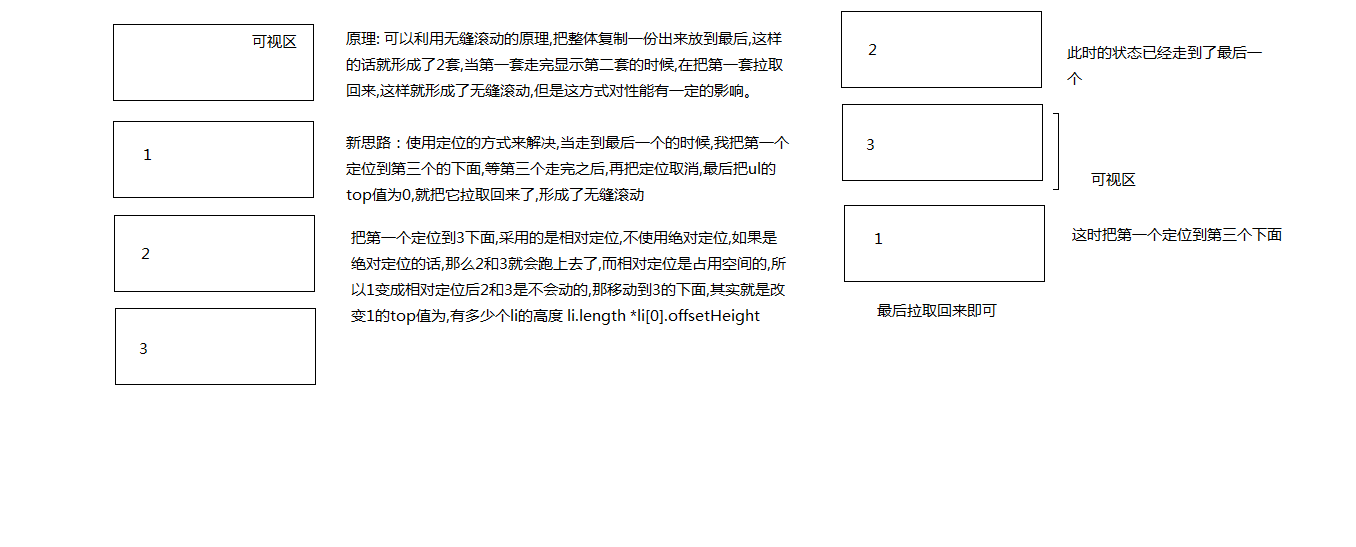 可视区
1
2
3
原理: 可以利用无缝滚动的原理,把整体复制一份出来放到最后,这样
的话就形成了2套,当第一套走完显示第二套的时候,在把第一套拉取
回来,这样就形成了无缝滚动,但是这方式对性能有一定的影响。
新思路：使用定位的方式来解决,当走到最后一个的时候,我把第一个
定位到第三个的下面,等第三个走完之后,再把定位取消,最后把ul的
top值为0,就把它拉取回来了,形成了无缝滚动
把第一个定位到3下面,采用的是相对定位,不使用绝对定位,如果是
绝对定位的话,那么2和3就会跑上去了,而相对定位是占用空间的,所
以1变成相对定位后2和3是不会动的,那移动到3的下面,其实就是改
变1的top值为,有多少个li的高度 li.length *li[0].offsetHeight
2
此时的状态已经走到了最后一
个
3
可视区
1
这时把第一个定位到第三个下面
最后拉取回来即可